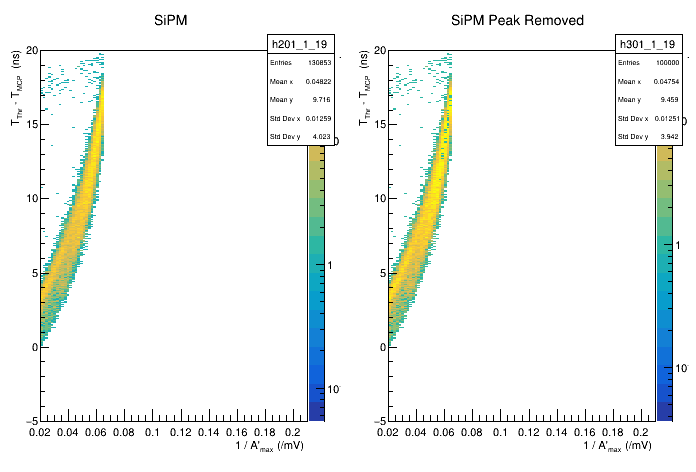 SiPM
T_Thr - T_MCP (ns)
20
15
10
5
0
−5
0.02 0.04 0.06 0.08 0.1 0.12 0.14 0.16 0.18 0.2
1 / A'_max (/mV)
h201_1_19
Entries 130853
Mean x 0.04822
Mean y 9.716
Std Dev x 0.01259
Std Dev y 4.023
1
10
SiPM Peak Removed
T_Thr - T_MCP (ns)
20
15
10
5
0
−5
0.02 0.04 0.06 0.08 0.1 0.12 0.14 0.16 0.18 0.2
1 / A'_max (/mV)
h301_1_19
Entries 100000
Mean x 0.04754
Mean y 9.459
Std Dev x 0.01251
Std Dev y 3.942
1
10